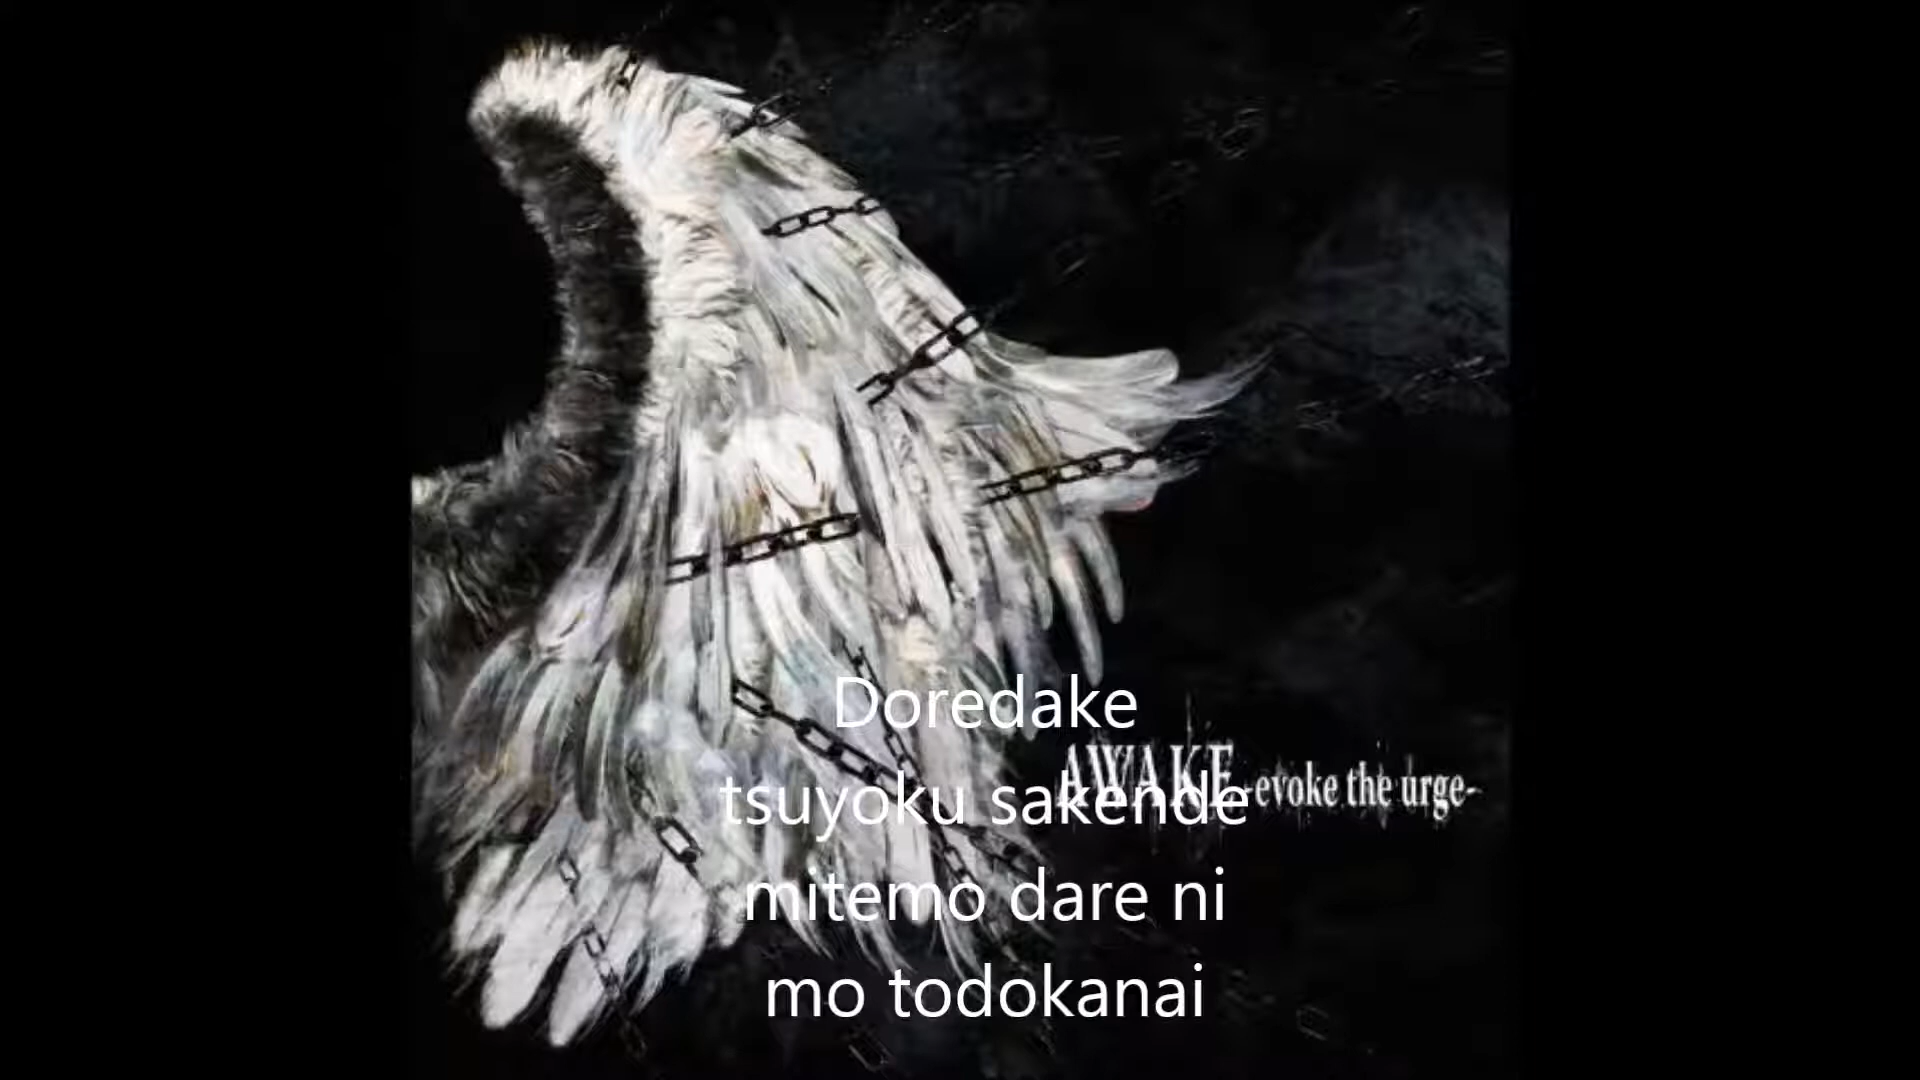 Doredake
AWAKE -evoke the urge-
tsuyoku sakende
mitemo dare ni
mo todokanai